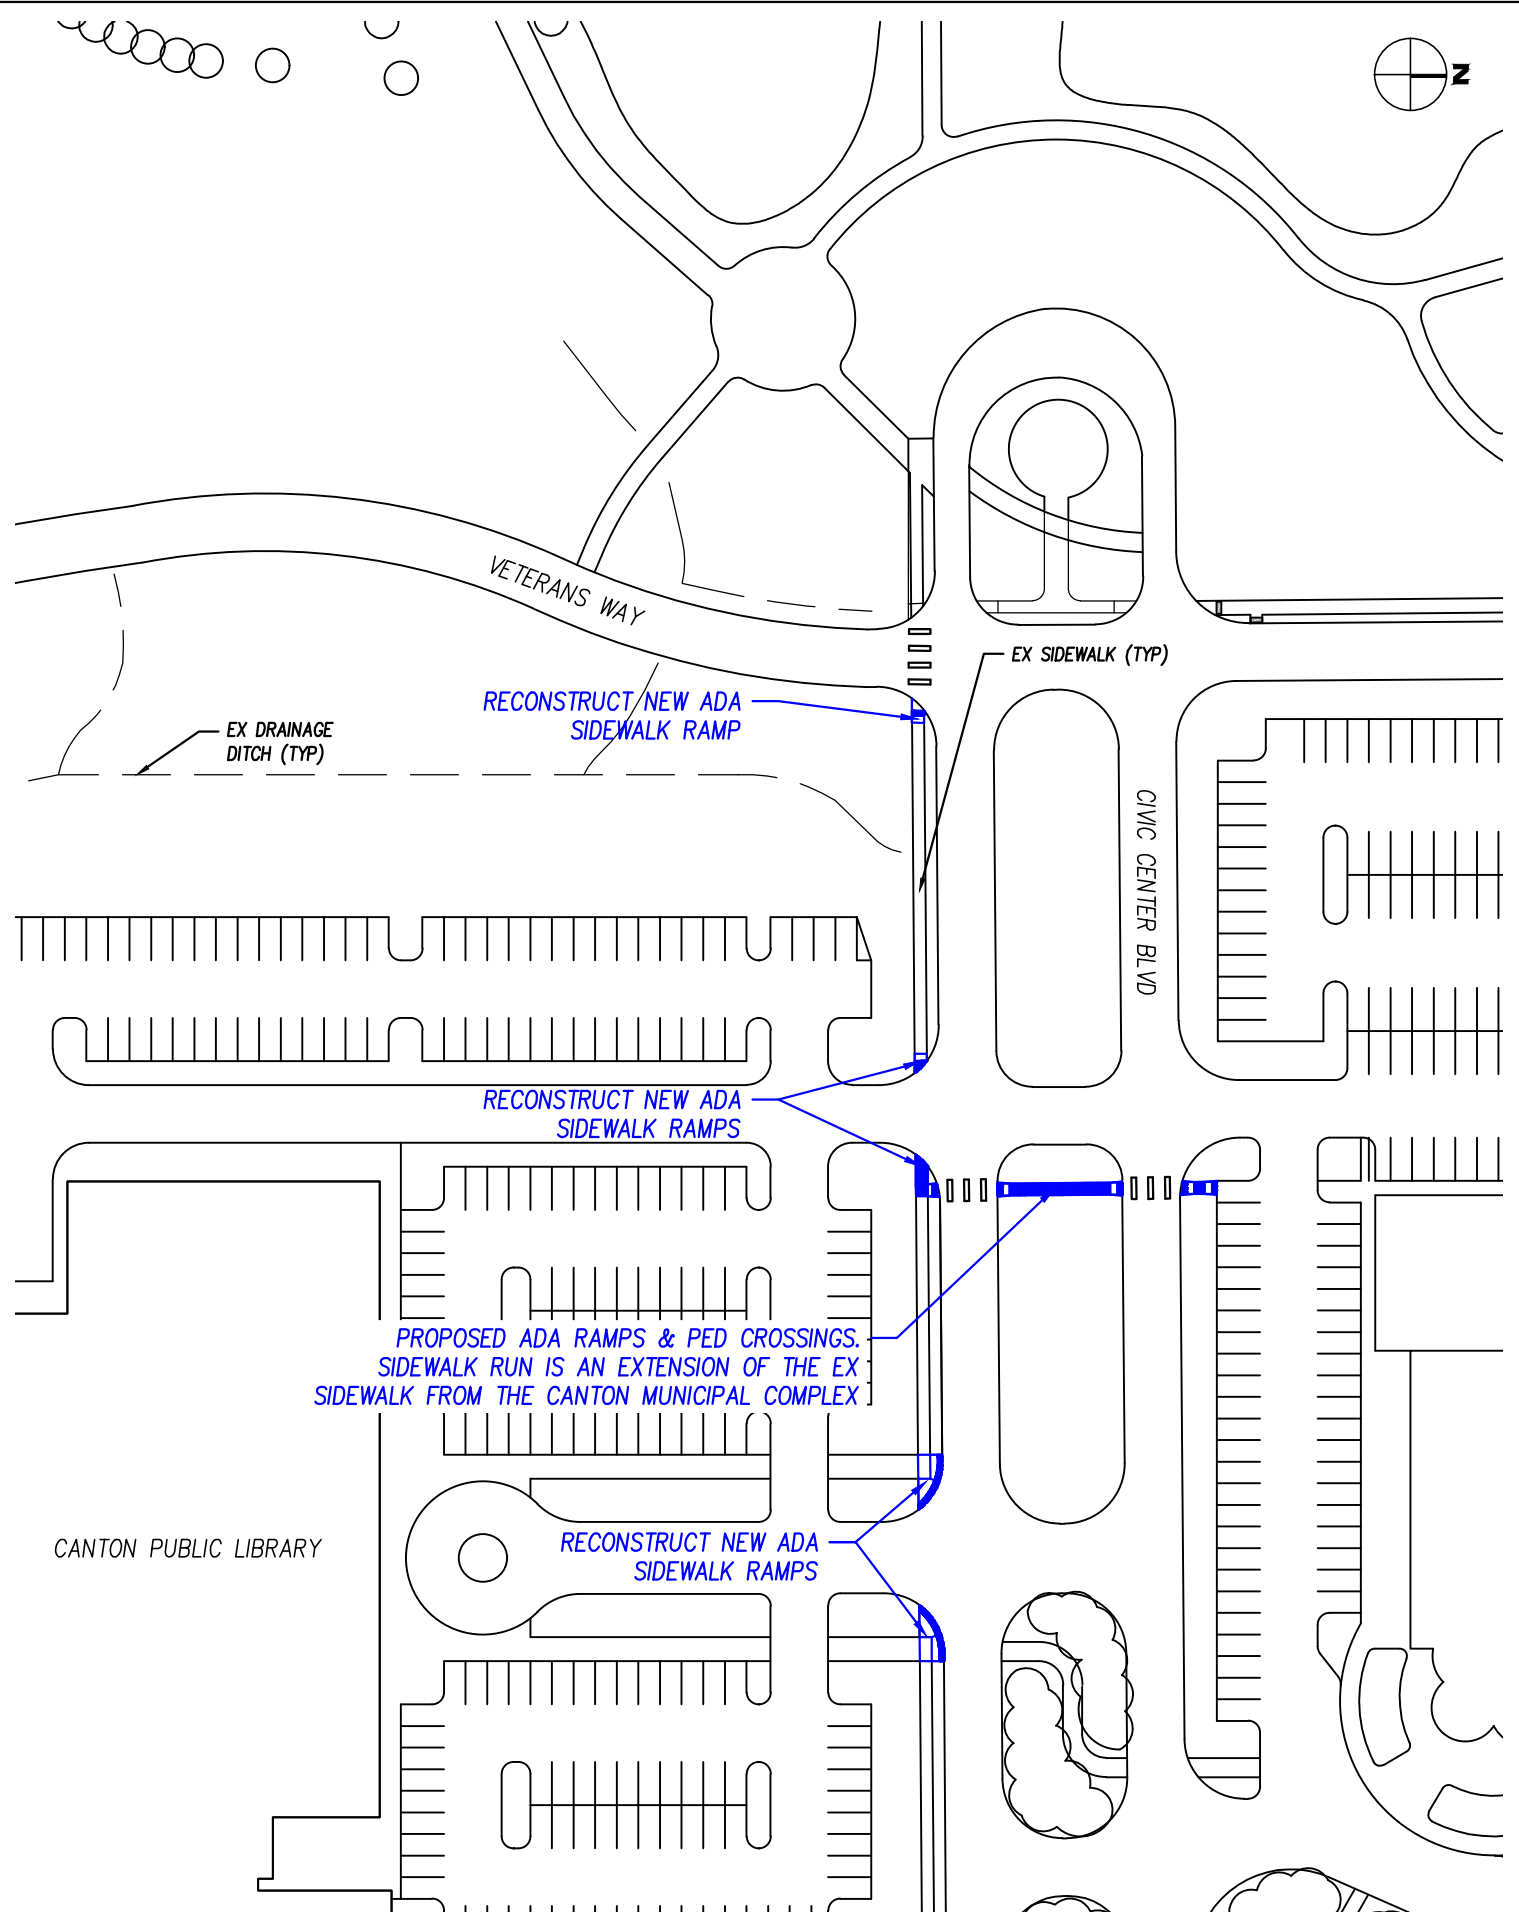 N
VETERANS WAY
EX SIDEWALK (TYP)
RECONSTRUCT NEW ADA
SIDEWALK RAMP
EX DRAINAGE
DITCH (TYP)
CIVIC CENTER BLVD
RECONSTRUCT NEW ADA
SIDEWALK RAMPS
PROPOSED ADA RAMPS & PED CROSSINGS.
SIDEWALK RUN IS AN EXTENSION OF THE EX
SIDEWALK FROM THE CANTON MUNICIPAL COMPLEX
CANTON PUBLIC LIBRARY
RECONSTRUCT NEW ADA
SIDEWALK RAMPS